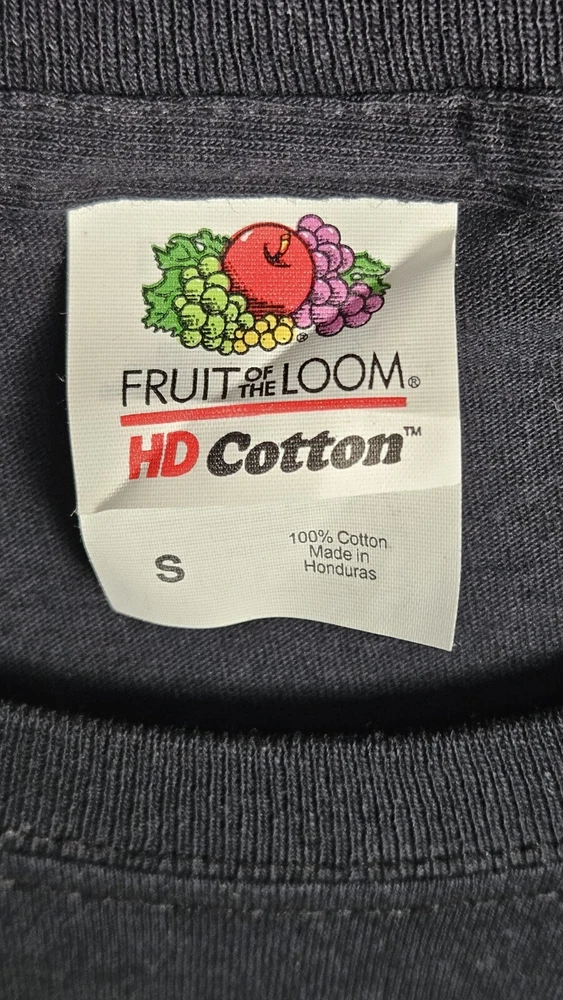 FRUIT OF THE LOOM®
HD Cotton™
S
100% Cotton
Made in
Honduras